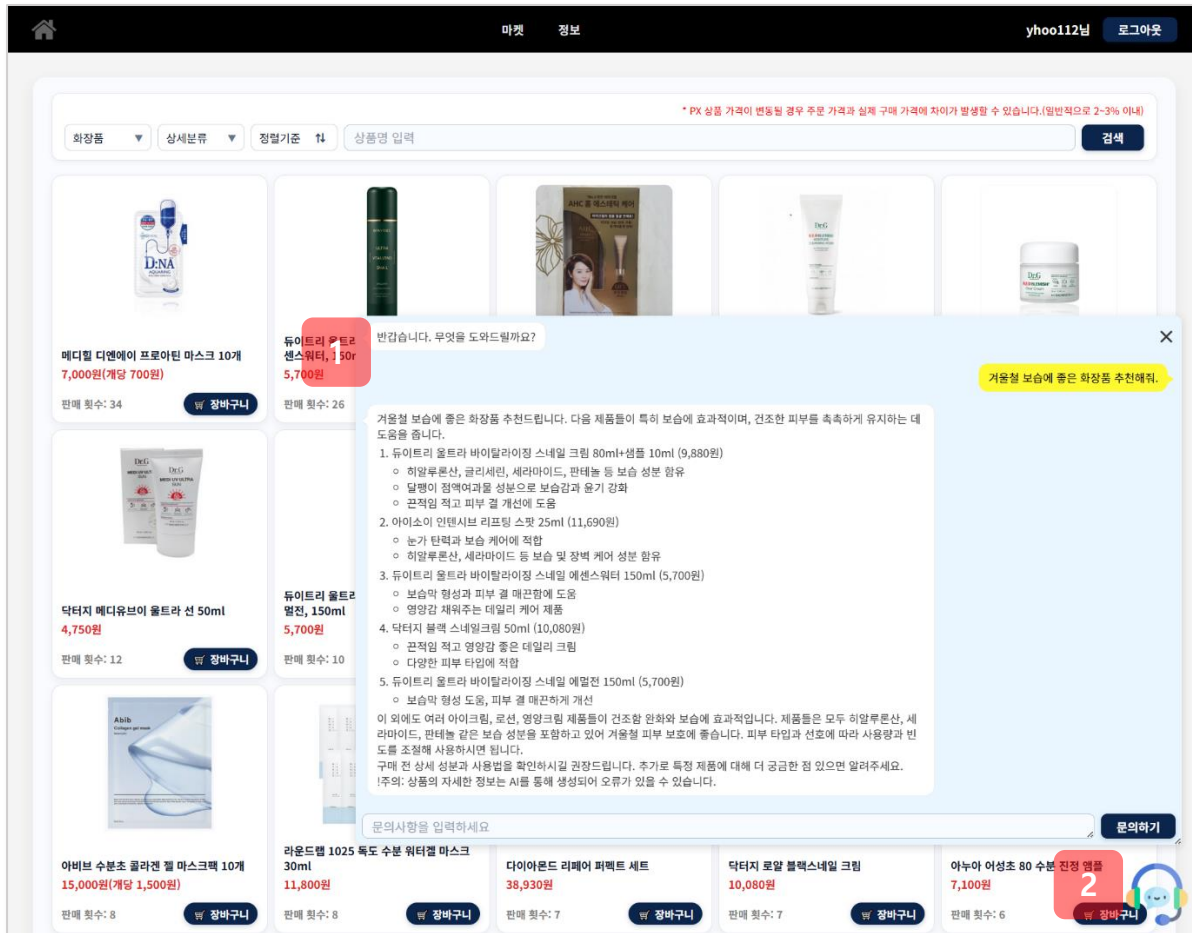 마켓
정보
yhoo112님
로그아웃
* PX 상품 가격이 변동될 경우 주문 가격과 실제 구매 가격에 차이가 발생할 수 있습니다.(일반적으로 2~3% 이내)
화장품 ▼
상세분류 ▼
정렬기준
상품명 입력
검색
D:NA
AHC 홈 에스테틱 케어
Dr.G
Dr.G
메디힐 디엔에이 프로아틴 마스크 10개
7,000원(개당 700원)
판매 횟수: 34
장바구니
듀이트리 울트라
센스워터, 150
5,700원
판매 횟수: 26
1
반갑습니다. 무엇을 도와드릴까요?
겨울철 보습에 좋은 화장품 추천해줘.
겨울철 보습에 좋은 화장품 추천드립니다. 다음 제품들이 특히 보습에 효과적이며, 건조한 피부를 촉촉하게 유지하는 데
도움을 줍니다.
1. 듀이트리 울트라 바이탈라이징 스네일 크림 80ml+샘플 10ml (9,880원)
히알루론산, 글리세린, 세라마이드, 판테놀 등 보습 성분 함유
달팽이 점액여과물 성분으로 보습감과 윤기 강화
끈적임 적고 피부 결 개선에 도움
2. 아이소이 인텐시브 리프팅 스팟 25ml (11,690원)
눈가 탄력과 보습 케어에 적합
히알루론산, 세라마이드 등 보습 및 장벽 케어 성분 함유
3. 듀이트리 울트라 바이탈라이징 스네일 에센스워터 150ml (5,700원)
보습막 형성과 피부 결 매끈함에 도움
영양감 채워주는 데일리 케어 제품
4. 닥터지 블랙 스네일크림 50ml (10,080원)
끈적임 적고 영양감 좋은 데일리 크림
다양한 피부 타입에 적합
5. 듀이트리 울트라 바이탈라이징 스네일 에멀전 150ml (5,700원)
보습막 형성 도움, 피부 결 매끈하게 개선
이 외에도 여러 아이크림, 로션, 영양크림 제품들이 건조함 완화와 보습에 효과적입니다. 제품들은 모두 히알루론산, 세
라마이드, 판테놀 같은 보습 성분을 포함하고 있어 겨울철 피부 보호에 좋습니다. 피부 타입과 선호에 따라 사용량과 빈
도를 조절해 사용하시면 됩니다.
구매 전 상세 성분과 사용법을 확인하시길 권장드립니다. 추가로 특정 제품에 대해 더 궁금한 점 있으면 알려주세요.
!주의: 상품의 자세한 정보는 AI를 통해 생성되어 오류가 있을 수 있습니다.
문의사항을 입력하세요
문의하기
Dr.G
Dr.G
닥터지 메디유브이 울트라 선 50ml
4,750원
판매 횟수: 12
장바구니
듀이트리 울트라
멀전, 150ml
5,700원
판매 횟수: 10
Abib
Collagen gel mask
아비브 수분초 콜라겐 젤 마스크팩 10개
15,000원(개당 1,500원)
판매 횟수: 8
장바구니
라운드랩 1025 독도 수분 워터겔 마스크
30ml
11,800원
판매 횟수: 8
장바구니
다이아몬드 리페어 퍼펙트 세트
38,930원
판매 횟수: 7
장바구니
닥터지 로얄 블랙스네일 크림
10,080원
판매 횟수: 7
장바구니
아누아 어성초 80 수분 진정 앰플
7,100원
판매 횟수: 6
장바구니
2